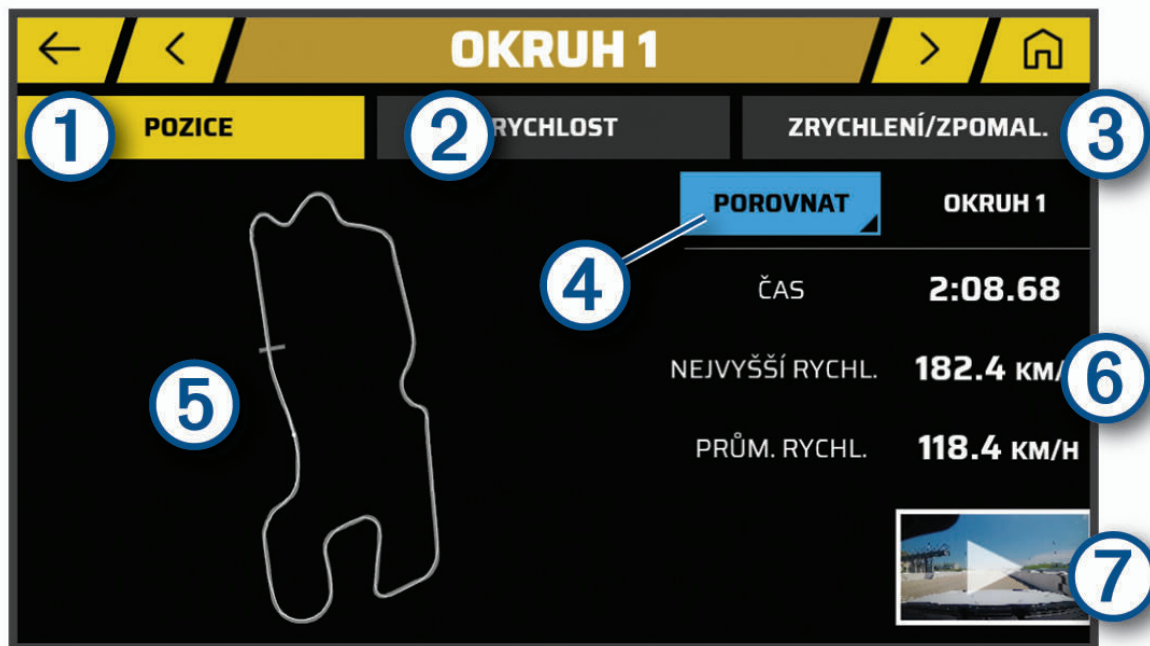 OKRUH 1
1 POZICE 2 RYCHLOST ZRYCHLENÍ/ZPOMAL. 3
POROVNAT OKRUH 1
4
ČAS 2:08.68
NEJVYŠŠÍ RYCHL. 182.4 KM/ 6
5
PRŮM. RYCHL. 118.4 KM/H
7